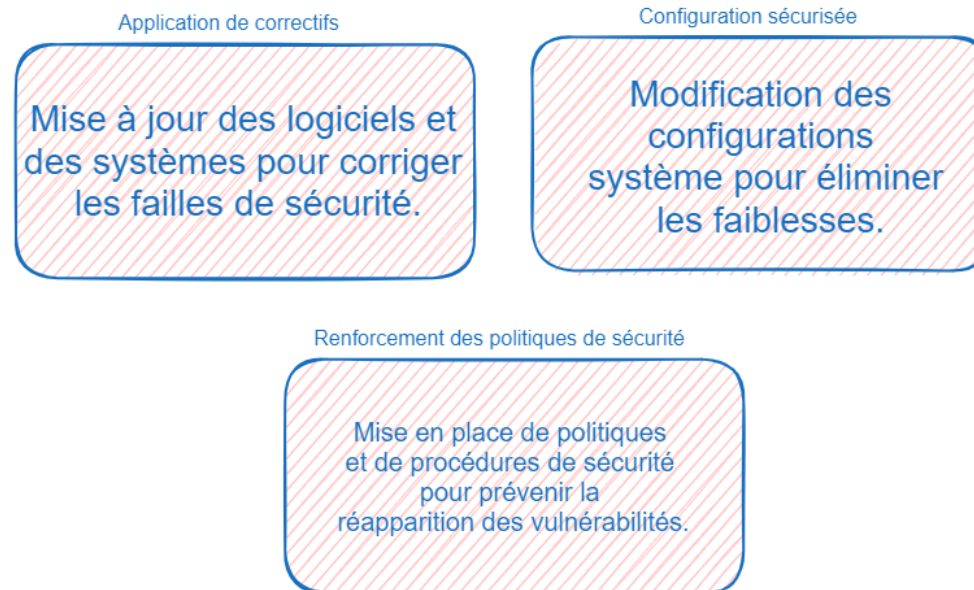 Application de correctifs
Mise à jour des logiciels et
des systèmes pour corriger
les failles de sécurité.
Configuration sécurisée
Modification des
configurations
système pour éliminer
les faiblesses.
Renforcement des politiques de sécurité
Mise en place de politiques
et de procédures de sécurité
pour prévenir la
réapparition des vulnérabilités.